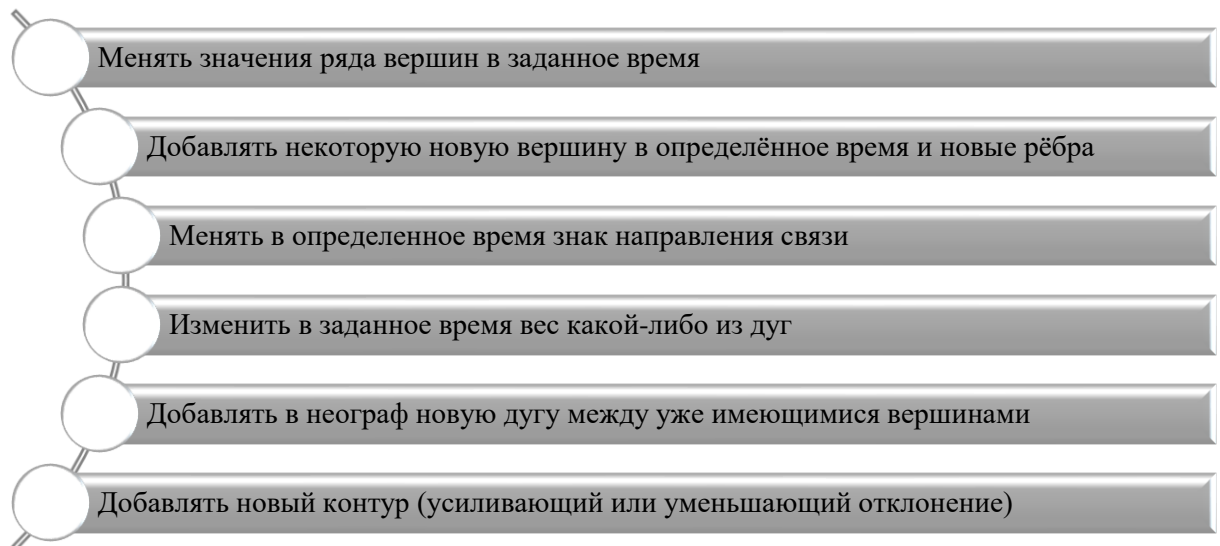 Менять значения ряда вершин в заданное время
Добавлять некоторую новую вершину в определённое время и новые рёбра
Менять в определенное время знак направления связи
Изменить в заданное время вес какой-либо из дуг
Добавлять в неограф новую дугу между уже имеющимися вершинами
Добавлять новый контур (усиливающий или уменьшающий отклонение)